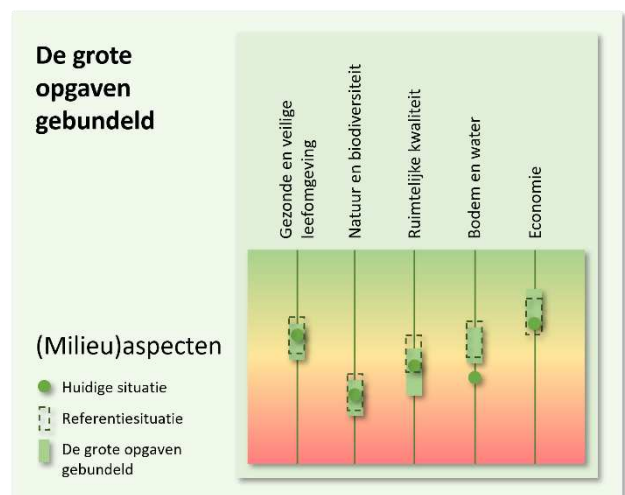 De grote
opgaven
gebundeld
Gezonde en veilige
leefomgeving
Natuur en biodiversiteit
Ruimtelijke kwaliteit
Bodem en water
Economie
(Milieu)aspecten
Huidige situatie
Referentiesituatie
De grote opgaven
gebundeld